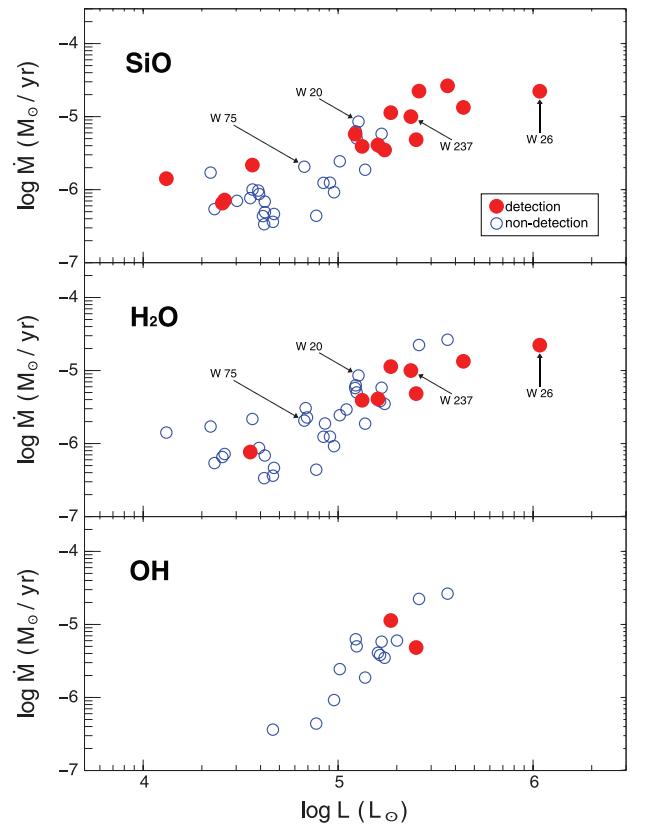 SiO
−4
−5
−6
−7
log Ṁ (M⊙ / yr)
W 20
W 75
W 237
W 26
detection
non-detection
H₂O
−4
−5
−6
−7
log Ṁ (M⊙ / yr)
W 20
W 75
W 237
W 26
OH
−4
−5
−6
−7
log Ṁ (M⊙ / yr)
4 5 6
log L (L⊙)